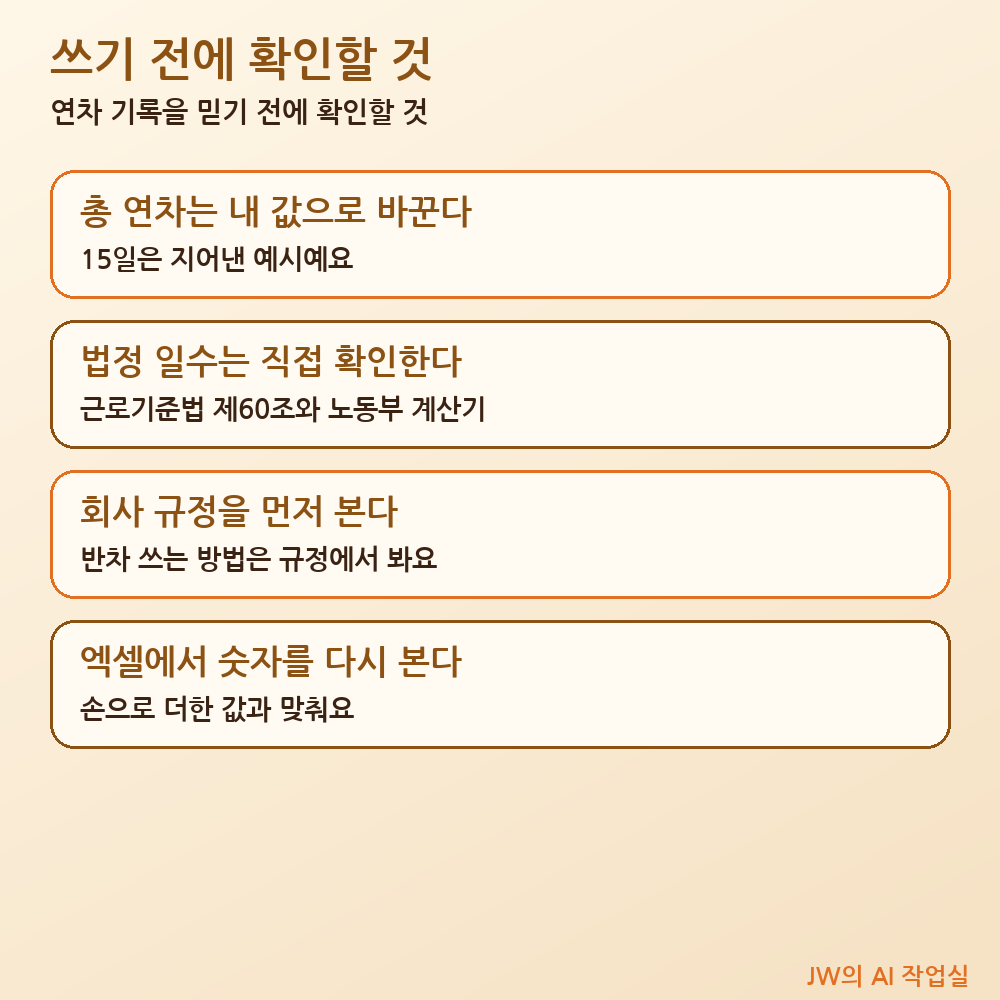 쓰기 전에 확인할 것
연차 기록을 믿기 전에 확인할 것
총 연차는 내 값으로 바꾼다
15일은 지어낸 예시예요
법정 일수는 직접 확인한다
근로기준법 제60조와 노동부 계산기
회사 규정을 먼저 본다
반차 쓰는 방법은 규정에서 봐요
엑셀에서 숫자를 다시 본다
손으로 더한 값과 맞춰요
JW의 AI 작업실